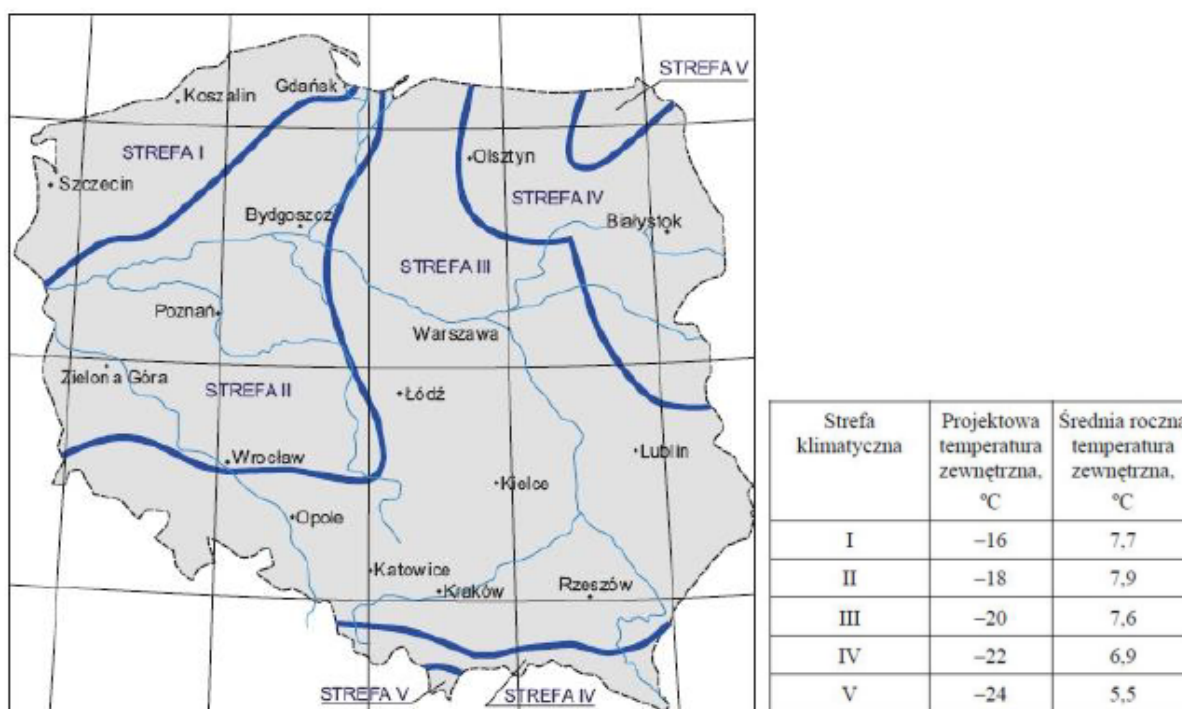 STREFA V
Gdańsk
Koszalin
STREFA I
Olsztyn
Szczecin
STREFA IV
Bydgoszcz
Białystok
STREFA III
Poznań
Warszawa
Zielona Góra
STREFA II
Łódź
Lublin
Wrocław
Kielce
Opole
Katowice
Kraków
Rzeszów
STREFA V
STREFA IV
Strefa klimatyczna
Projektowa temperatura zewnętrzna, ºC
Średnia roczna temperatura zewnętrzna, ºC
I –16 7,7
II –18 7,9
III –20 7,6
IV –22 6,9
V –24 5,5